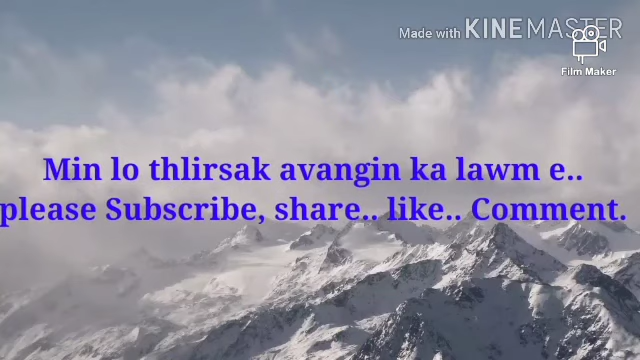 Made with KINEMASTER
Film Maker
Min lo thlirsak avangin ka lawm e..
please Subscribe, share.. like.. Comment.